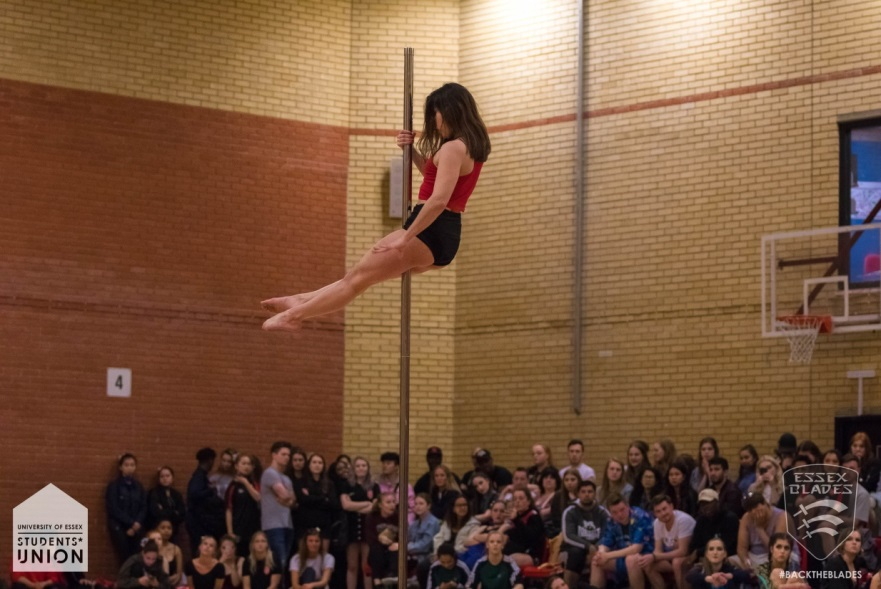 4
UNIVERSITY OF ESSEX
STUDENTS'
UNION
ESSEX
BLADES
#BACKTHEBLADES